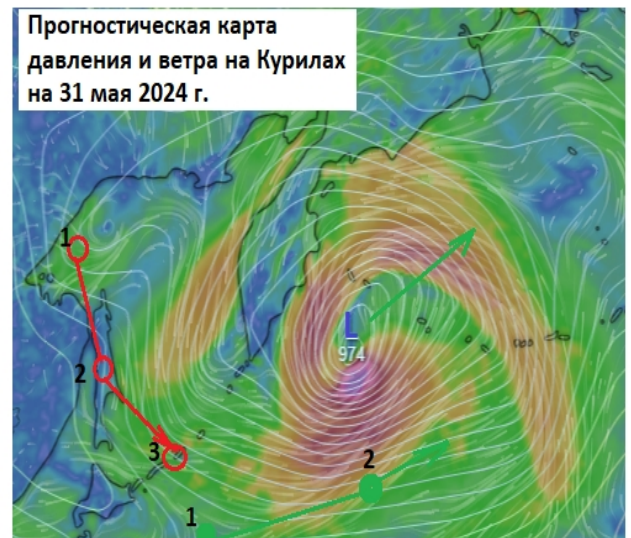 Прогностическая карта
давления и ветра на Курилах
на 31 мая 2024 г.
1
L
974
2
3
2
1